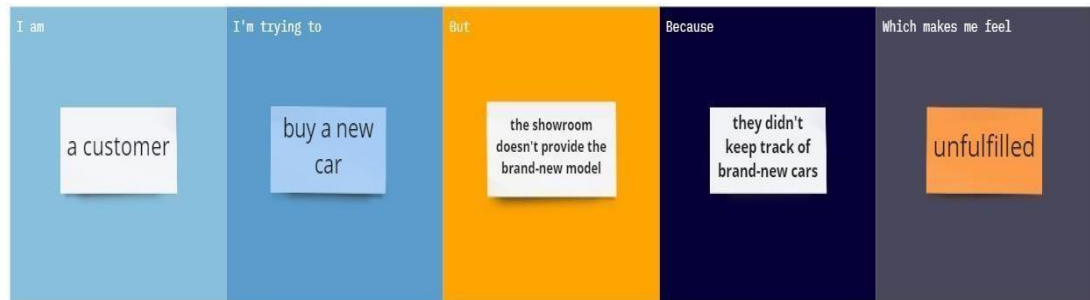 I am
a customer
I'm trying to
buy a new
car
But
the showroom
doesn't provide the
brand-new model
Because
they didn't
keep track of
brand-new cars
Which makes me feel
unfulfilled